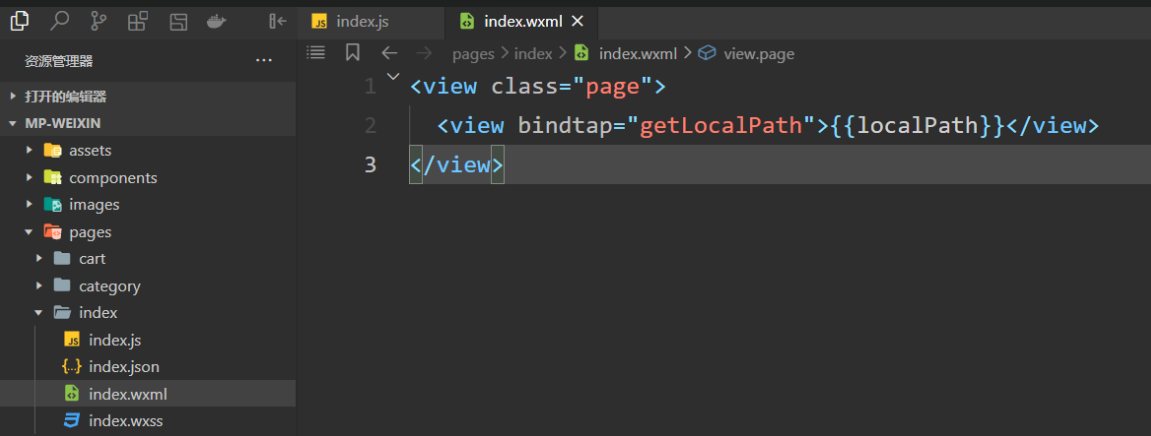 index.js
index.wxml
资源管理器
pages index index.wxml view.page
打开的编辑器
MP-WEIXIN
assets
components
images
pages
cart
category
index
JS index.js
{..} index.json
index.wxml
index.wxss
1 <view class="page">
2 <view bindtap="getLocalPath">{{localPath}}</view>
3 </view>